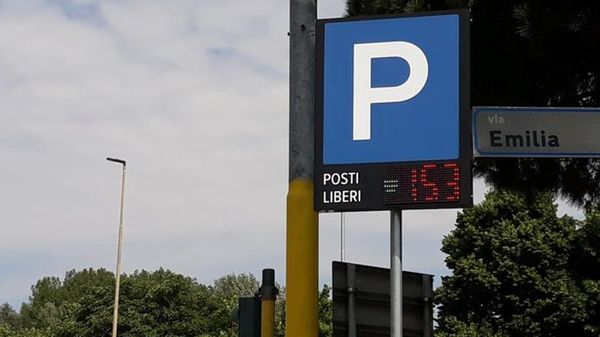 P
via
Emilia
POSTI
LIBERI
153